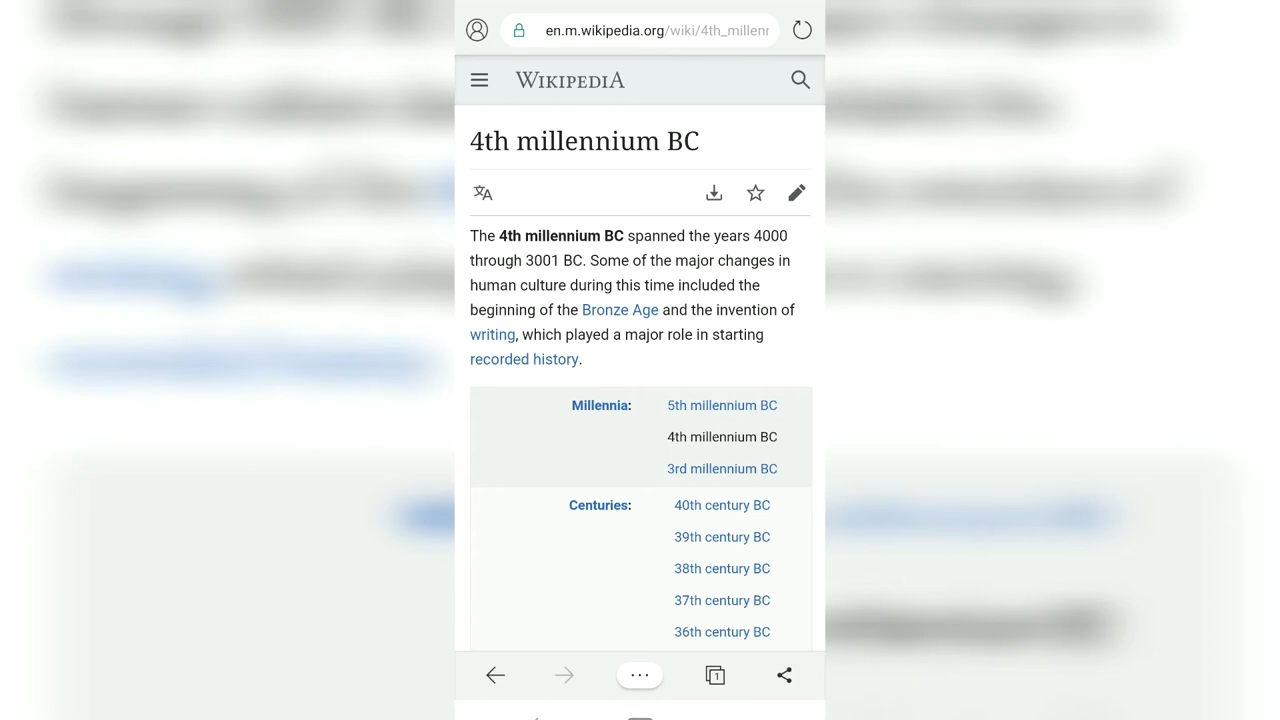 en.m.wikipedia.org/wiki/4th_millenr
WIKIPEDIA
4th millennium BC
The 4th millennium BC spanned the years 4000
through 3001 BC. Some of the major changes in
human culture during this time included the
beginning of the Bronze Age and the invention of
writing, which played a major role in starting
recorded history.
Millennia: 5th millennium BC
4th millennium BC
3rd millennium BC
Centuries: 40th century BC
39th century BC
38th century BC
37th century BC
36th century BC
1